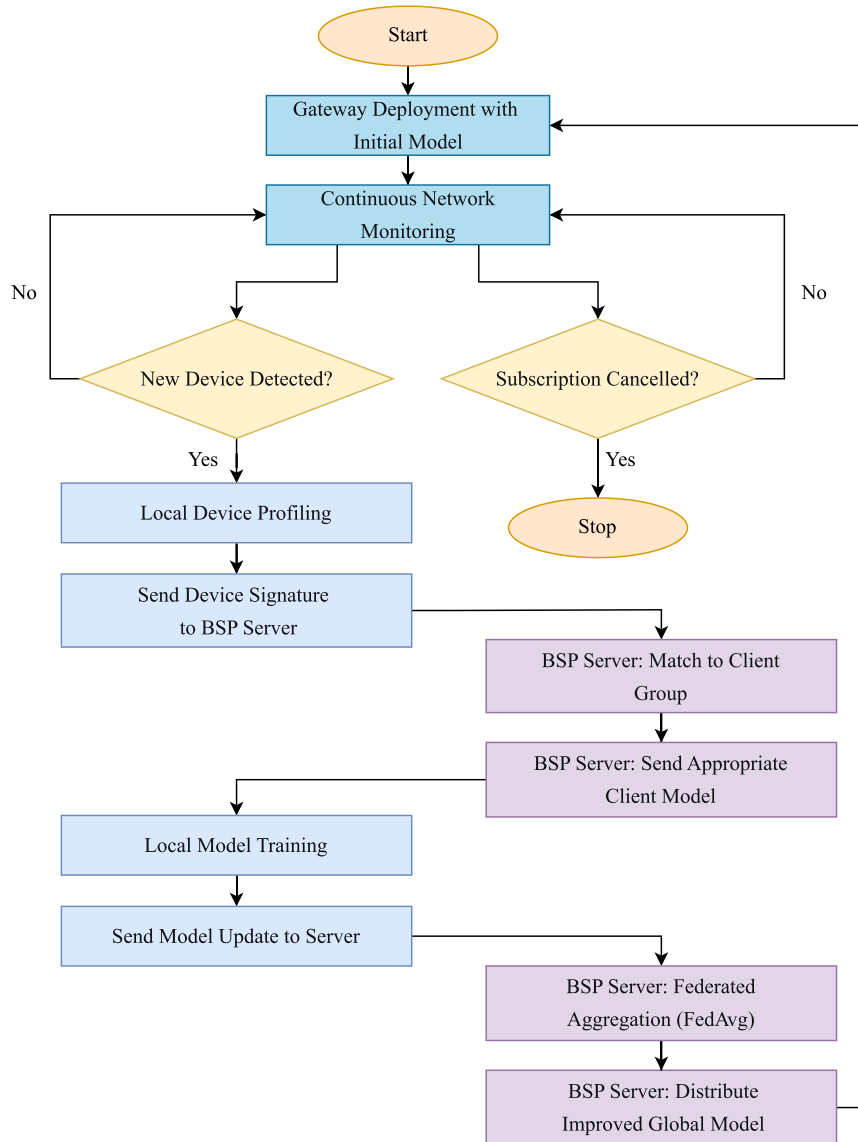 Start
Gateway Deployment with
Initial Model
Continuous Network
Monitoring
No
No
New Device Detected?
Subscription Cancelled?
Yes
Yes
Local Device Profiling
Stop
Send Device Signature
to BSP Server
BSP Server: Match to Client
Group
BSP Server: Send Appropriate
Client Model
Local Model Training
Send Model Update to Server
BSP Server: Federated
Aggregation (FedAvg)
BSP Server: Distribute
Improved Global Model